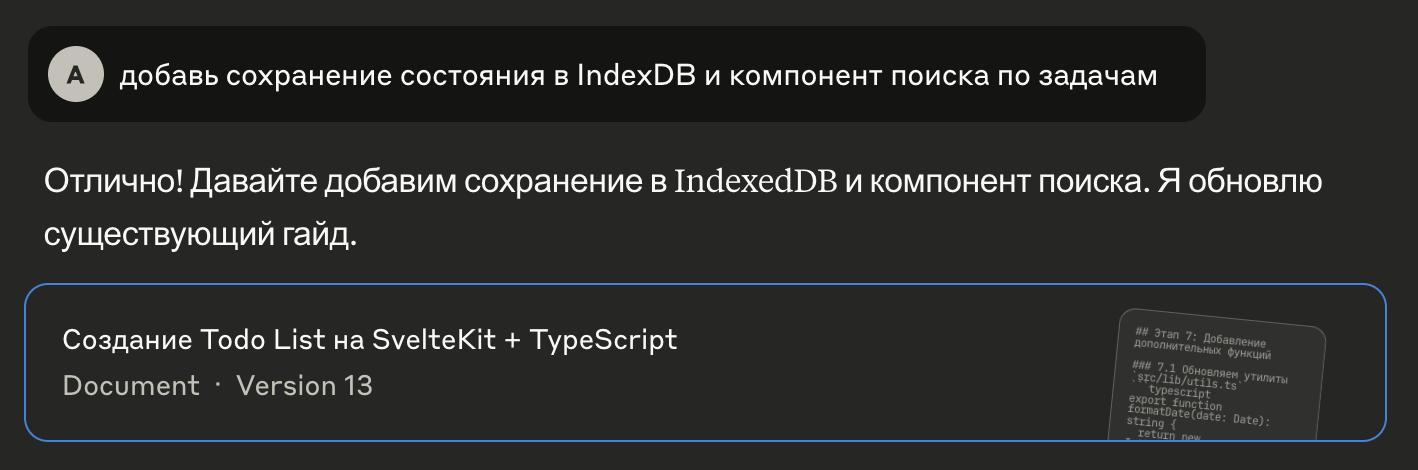 A
добавь сохранение состояния в IndexDB и компонент поиска по задачам
Отлично! Давайте добавим сохранение в IndexedDB и компонент поиска. Я обновлю
существующий гайд.
Создание Todo List на SvelteKit + TypeScript
Document · Version 13
## Этап 7: Добавление
дополнительных функций
### 7.1 Обновляем утилиты
`src/lib/utils.ts`
```typescript
export function
formatDate(date: Date):
string {
return new